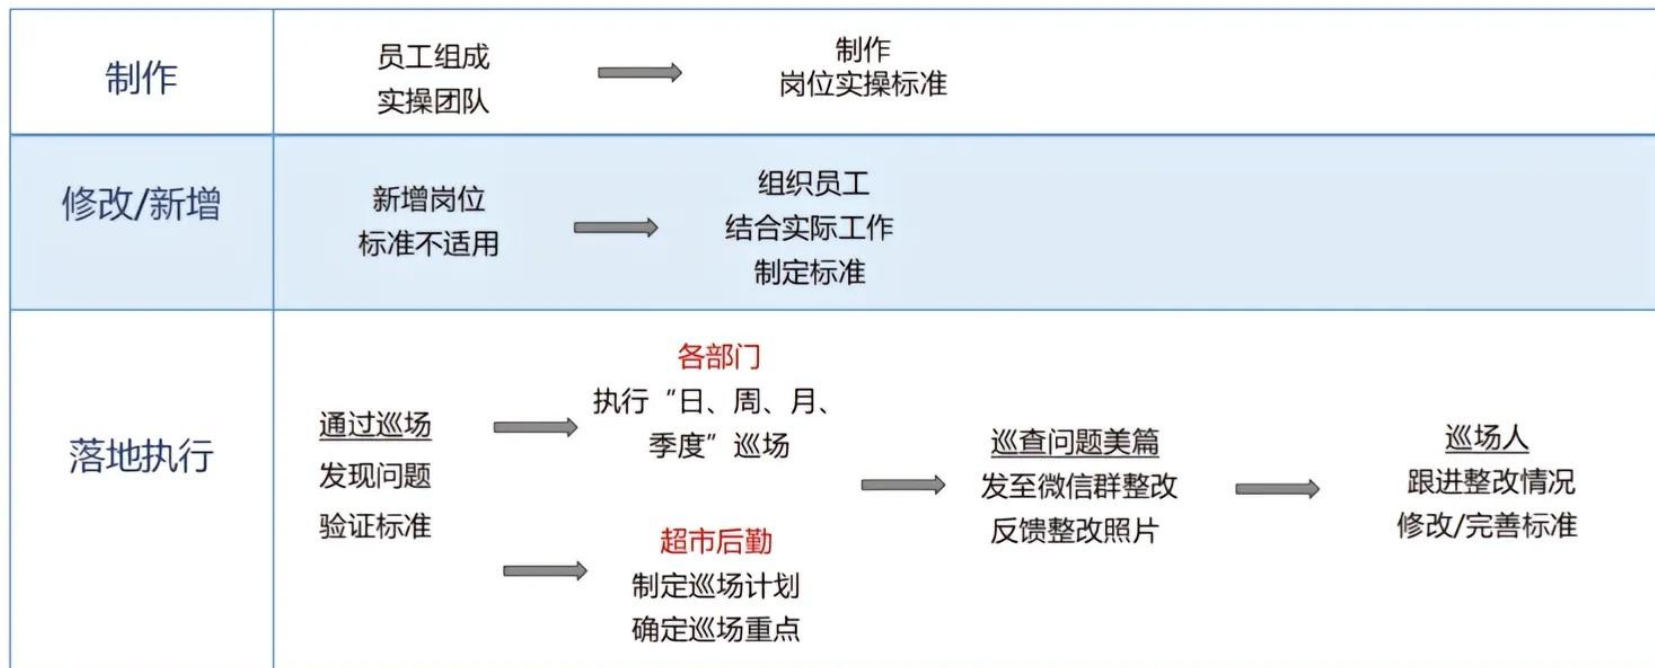 制作
员工组成
实操团队
制作
岗位实操标准
修改/新增
新增岗位
标准不适用
组织员工
结合实际工作
制定标准
落地执行
通过巡场
发现问题
验证标准
各部门
执行“日、周、月、
季度”巡场
超市后勤
制定巡场计划
确定巡场重点
巡查问题美篇
发至微信群整改
反馈整改照片
巡场人
跟进整改情况
修改/完善标准